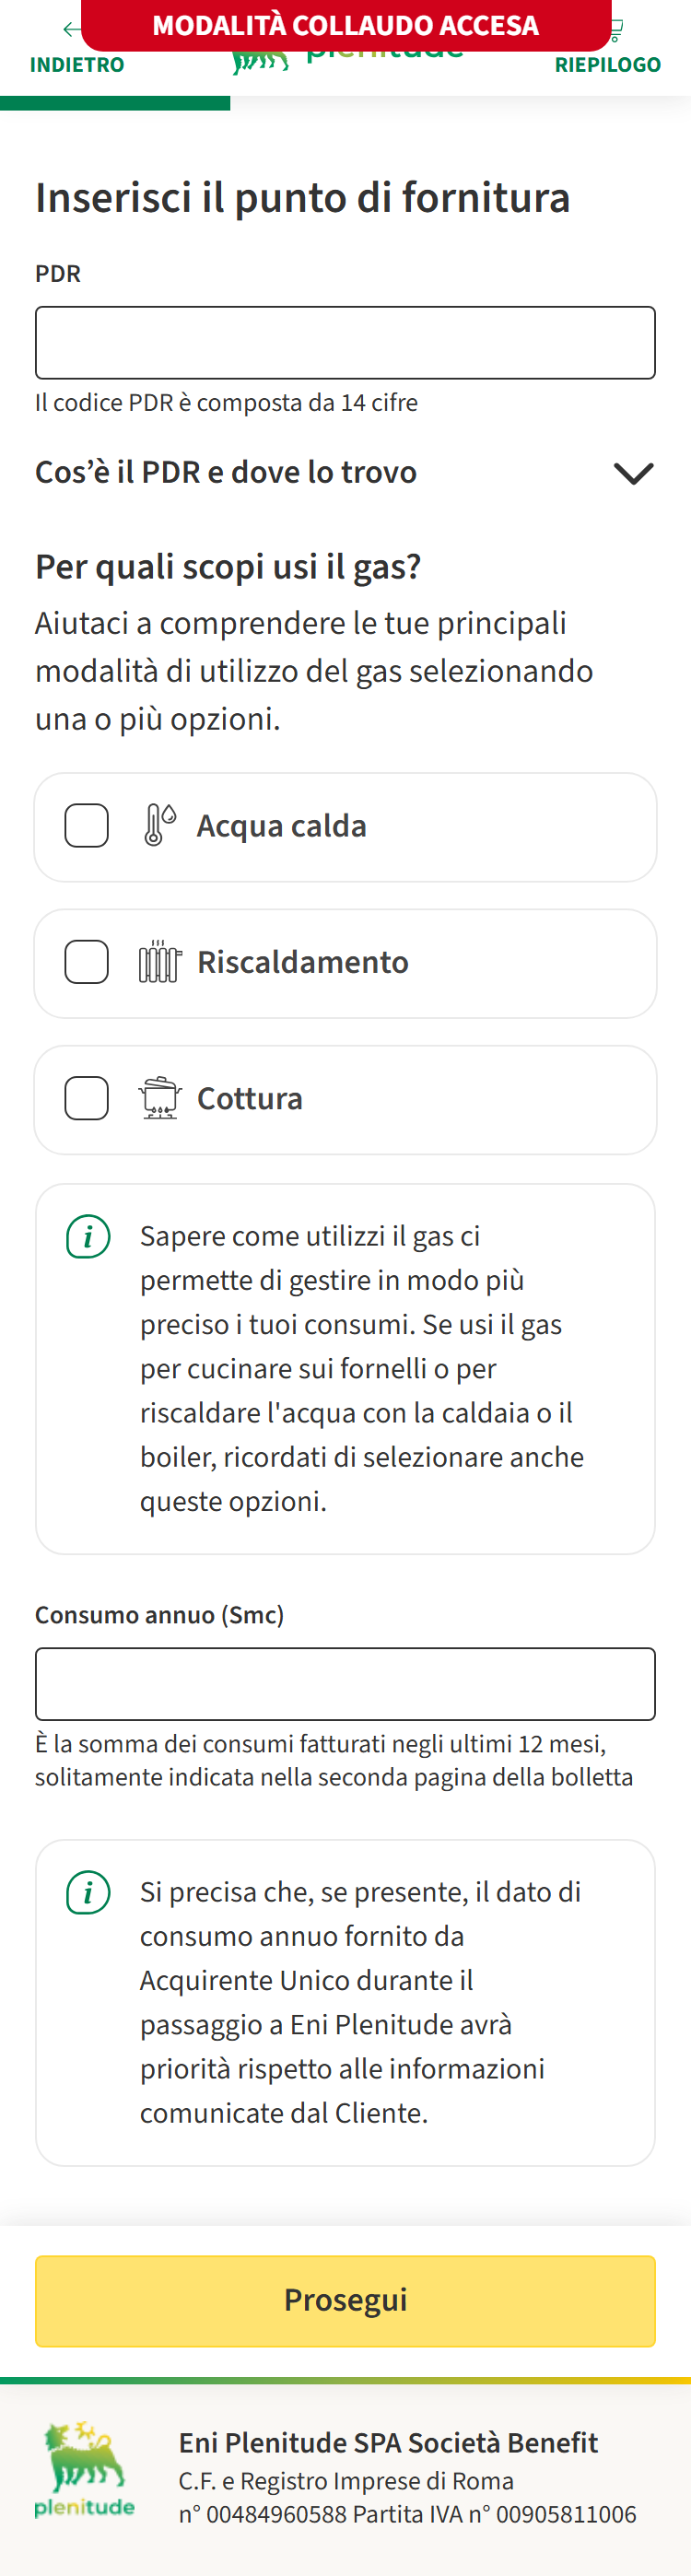 MODALITÀ COLLAUDO ACCESA
INDIETRO
plenitude
RIEPILOGO
Inserisci il punto di fornitura
PDR
Il codice PDR è composta da 14 cifre
Cos’è il PDR e dove lo trovo
Per quali scopi usi il gas?
Aiutaci a comprendere le tue principali
modalità di utilizzo del gas selezionando
una o più opzioni.
Acqua calda
Riscaldamento
Cottura
i
Sapere come utilizzi il gas ci
permette di gestire in modo più
preciso i tuoi consumi. Se usi il gas
per cucinare sui fornelli o per
riscaldare l'acqua con la caldaia o il
boiler, ricordati di selezionare anche
queste opzioni.
Consumo annuo (Smc)
È la somma dei consumi fatturati negli ultimi 12 mesi,
solitamente indicata nella seconda pagina della bolletta
i
Si precisa che, se presente, il dato di
consumo annuo fornito da
Acquirente Unico durante il
passaggio a Eni Plenitude avrà
priorità rispetto alle informazioni
comunicate dal Cliente.
Prosegui
plenitude
Eni Plenitude SPA Società Benefit
C.F. e Registro Imprese di Roma
n° 00484960588 Partita IVA n° 00905811006